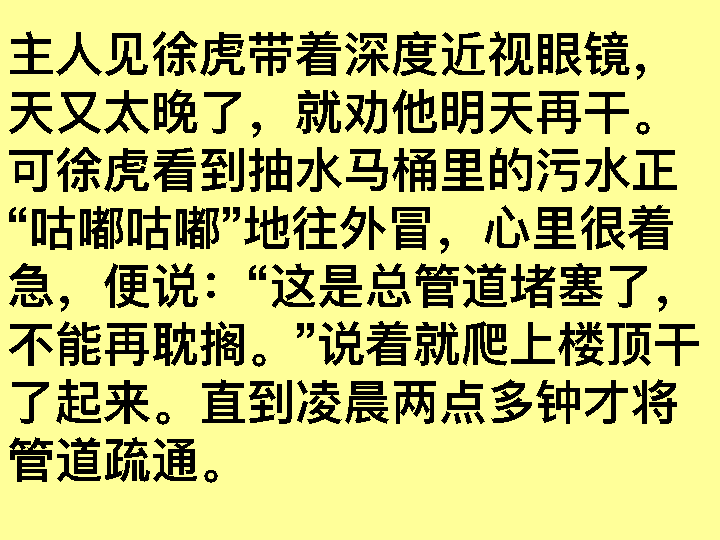 主人见徐虎带着深度近视眼镜，
天又太晚了，就劝他明天再干。
可徐虎看到抽水马桶里的污水正
“咕嘟咕嘟”地往外冒，心里很着
急，便说：“这是总管道堵塞了，
不能再耽搁。”说着就爬上楼顶干
了起来。直到凌晨两点多钟才将
管道疏通。